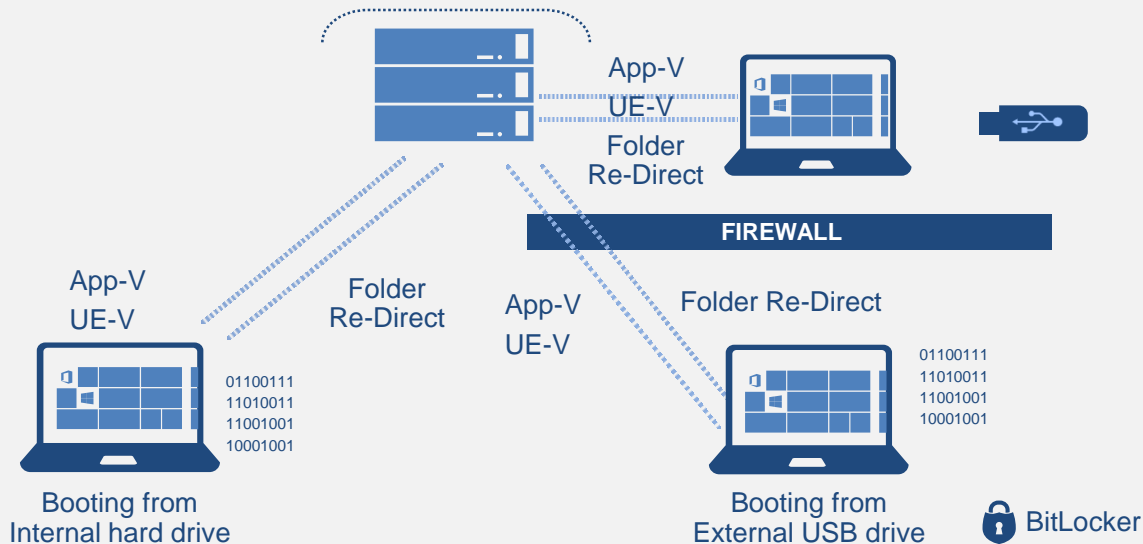 App-V
UE-V
Folder
Re-Direct
FIREWALL
App-V
UE-V
Folder
Re-Direct
App-V
UE-V
Folder Re-Direct
01100111
11010011
11001001
10001001
01100111
11010011
11001001
10001001
Booting from
Internal hard drive
Booting from
External USB drive
BitLocker